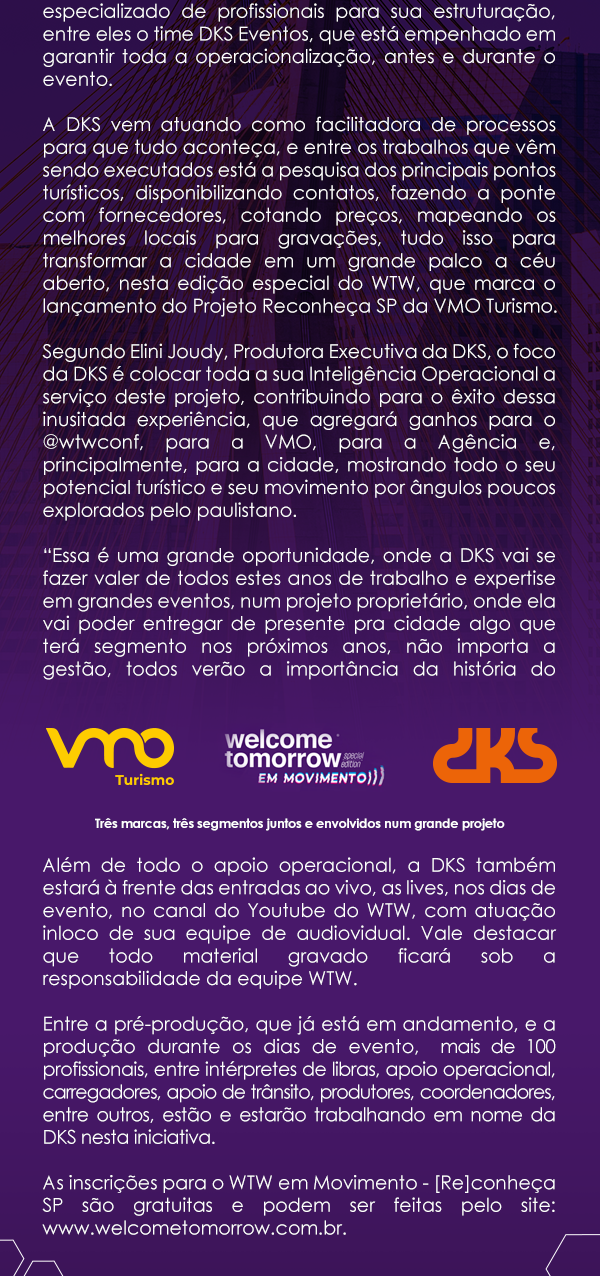 especializado de profissionais para sua estruturação,
entre eles o time DKS Eventos, que está empenhado em
garantir toda a operacionalização, antes e durante o
evento.
A DKS vem atuando como facilitadora de processos
para que tudo aconteça, e entre os trabalhos que vêm
sendo executados está a pesquisa dos principais pontos
turísticos, disponibilizando contatos, fazendo a ponte
com fornecedores, cotando preços, mapeando os
melhores locais para gravações, tudo isso para
transformar a cidade em um grande palco a céu
aberto, nesta edição especial do WTW, que marca o
lançamento do Projeto Reconheça SP da VMO Turismo.
Segundo Elini Joudy, Produtora Executiva da DKS, o foco
da DKS é colocar toda a sua Inteligência Operacional a
serviço deste projeto, contribuindo para o êxito dessa
inusitada experiência, que agregará ganhos para o
@wtwconf, para a VMO, para a Agência e,
principalmente, para a cidade, mostrando todo o seu
potencial turístico e seu movimento por ângulos poucos
explorados pelo paulistano.
“Essa é uma grande oportunidade, onde a DKS vai se
fazer valer de todos estes anos de trabalho e expertise
em grandes eventos, num projeto proprietário, onde ela
vai poder entregar de presente pra cidade algo que
terá segmento nos próximos anos, não importa a
gestão, todos verão a importância da história do
vmo
Turismo
welcome
tomorrow special edition
EM MOVIMENTO)))
DKS
Três marcas, três segmentos juntos e envolvidos num grande projeto
Além de todo o apoio operacional, a DKS também
estará à frente das entradas ao vivo, as lives, nos dias de
evento, no canal do Youtube do WTW, com atuação
inloco de sua equipe de audiovidual. Vale destacar
que todo material gravado ficará sob a
responsabilidade da equipe WTW.
Entre a pré-produção, que já está em andamento, e a
produção durante os dias de evento, mais de 100
profissionais, entre intérpretes de libras, apoio operacional,
carregadores, apoio de trânsito, produtores, coordenadores,
entre outros, estão e estarão trabalhando em nome da
DKS nesta iniciativa.
As inscrições para o WTW em Movimento - [Re]conheça
SP são gratuitas e podem ser feitas pelo site:
www.welcometomorrow.com.br.